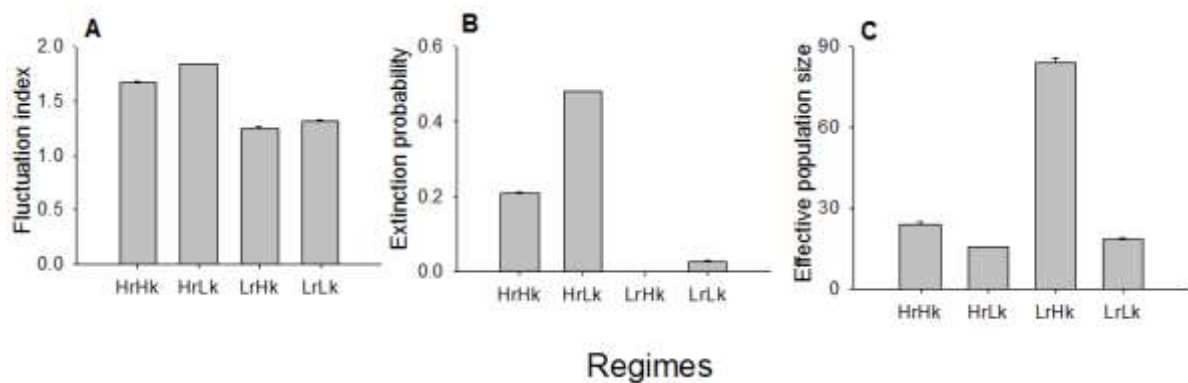 A
Fluctuation index
2.0
1.5
1.0
0.5
0.0
HrHk HrLk LrHk LrLk
B
Extinction probability
0.6
0.4
0.2
0.0
HrHk HrLk LrHk LrLk
C
Effective population size
90
60
30
0
HrHk HrLk LrHk LrLk
Regimes